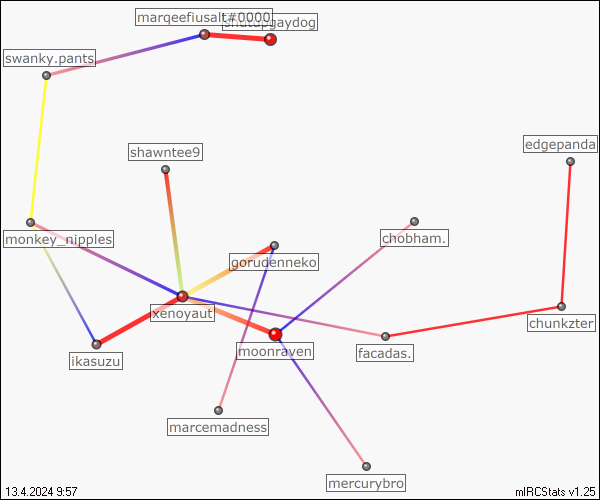 marqeefiusalt#0000
shutupgaydog
swanky.pants
shawntee9
edgepanda
monkey_nipples
chobham.
gorudenneko
xenoyaut
chunkzter
ikasuzu
moonraven
facadas.
marcemadness
mercurybro
13.4.2024 9:57
mIRCStats v1.25